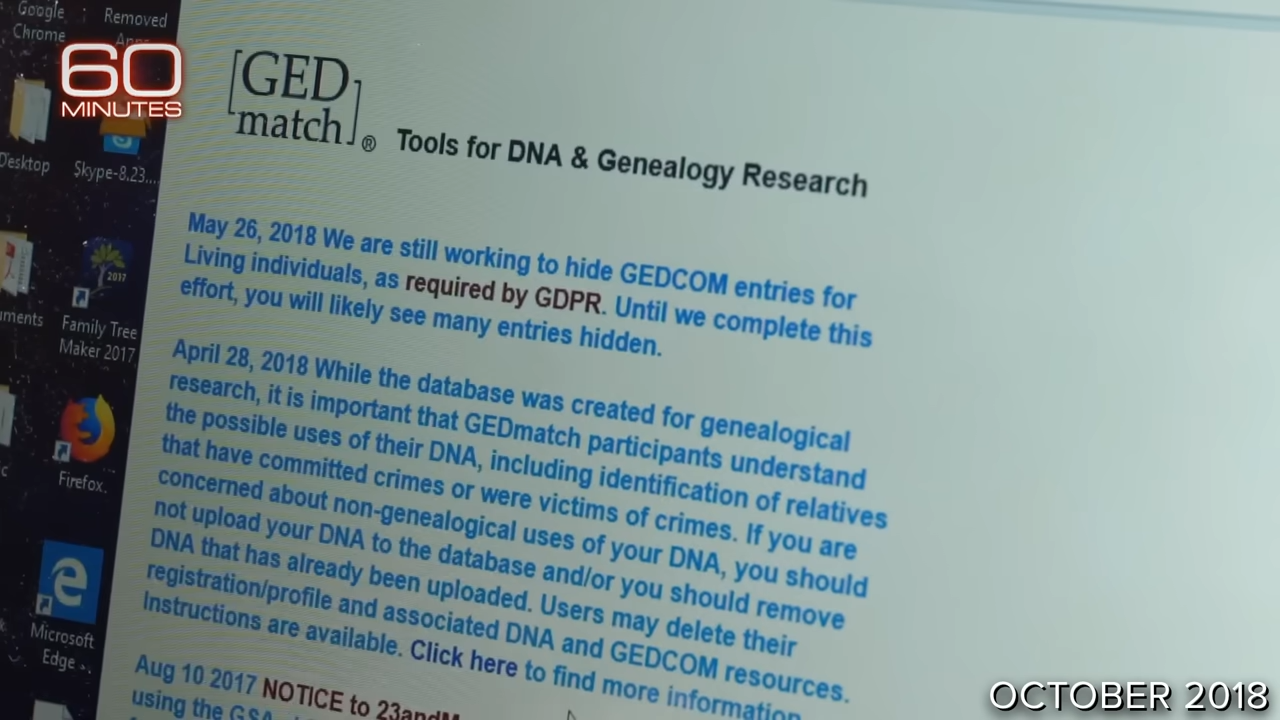 Google
Chrome
Removed
60
MINUTES
Desktop
Skype-8.23....
2017
Family Tree
Maker 2017
Firefox.
Microsoft
Edge
[GED
match]®
Tools for DNA & Genealogy Research
May 26, 2018 We are still working to hide GEDCOM entries for
Living individuals, as required by GDPR. Until we complete this
effort, you will likely see many entries hidden.
April 28, 2018 While the database was created for genealogical
research, it is important that GEDmatch participants understand
the possible uses of their DNA, including identification of relatives
that have committed crimes or were victims of crimes. If you are
concerned about non-genealogical uses of your DNA, you should
not upload your DNA to the database and/or you should remove
DNA that has already been uploaded. Users may delete their
registration/profile and associated DNA and GEDCOM resources.
Instructions are available. Click here to find more information
Aug 10 2017 NOTICE to
using the
OCTOBER 2018